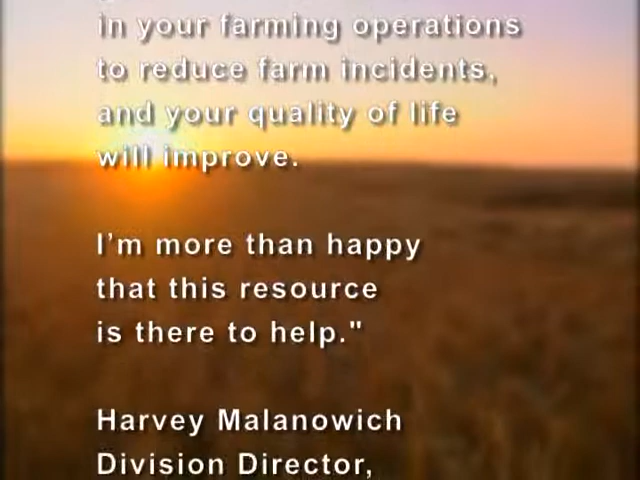 in your farming operations
to reduce farm incidents,
and your quality of life
will improve.
I'm more than happy
that this resource
is there to help."
Harvey Malanowich
Division Director,